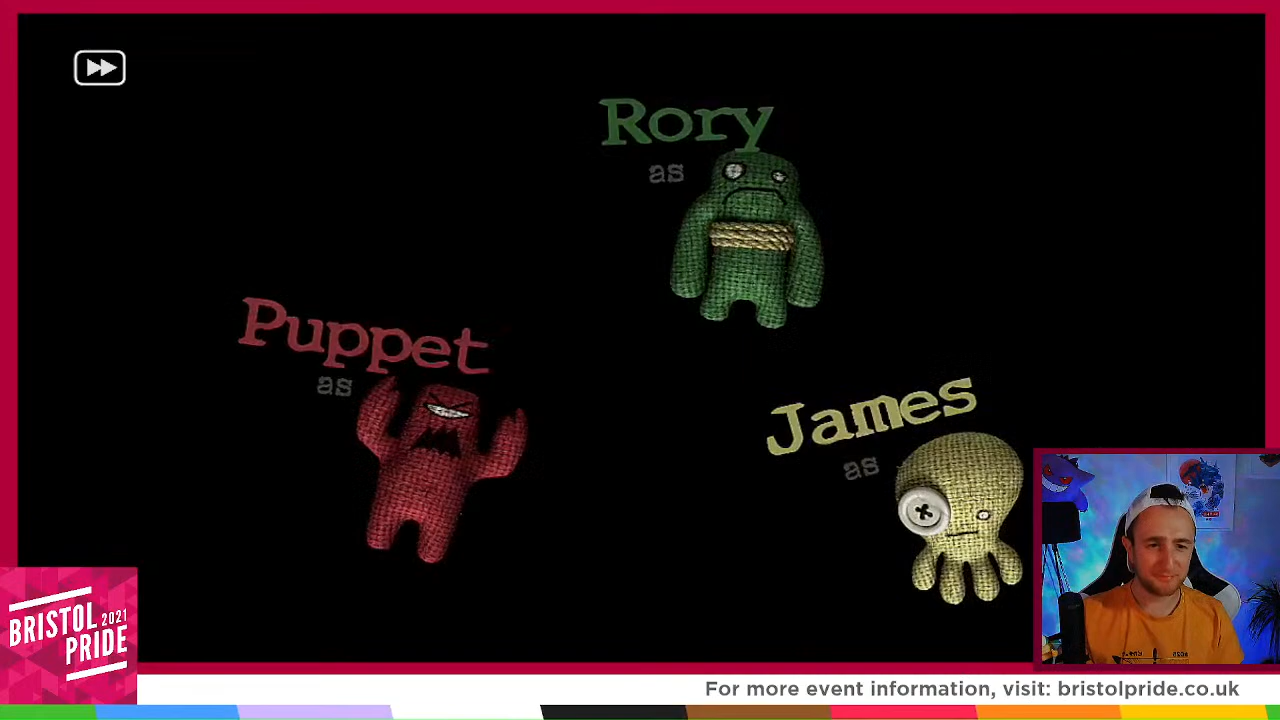 Rory
as
Puppet
as
James
as
BRISTOL 2021
PRIDE
For more event information, visit: bristolpride.co.uk